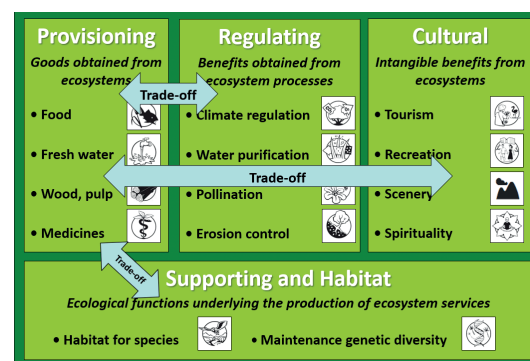 Provisioning
Goods obtained from
ecosystems
• Food
• Fresh water
• Wood, pulp
• Medicines
Regulating
Benefits obtained from
ecosystem processes
• Climate regulation
• Water purification
• Pollination
• Erosion control
Cultural
Intangible benefits from
ecosystems
• Tourism
• Recreation
• Scenery
• Spirituality
Trade-off
Trade-off
Trade-off
Supporting and Habitat
Ecological functions underlying the production of ecosystem services
• Habitat for species
• Maintenance genetic diversity